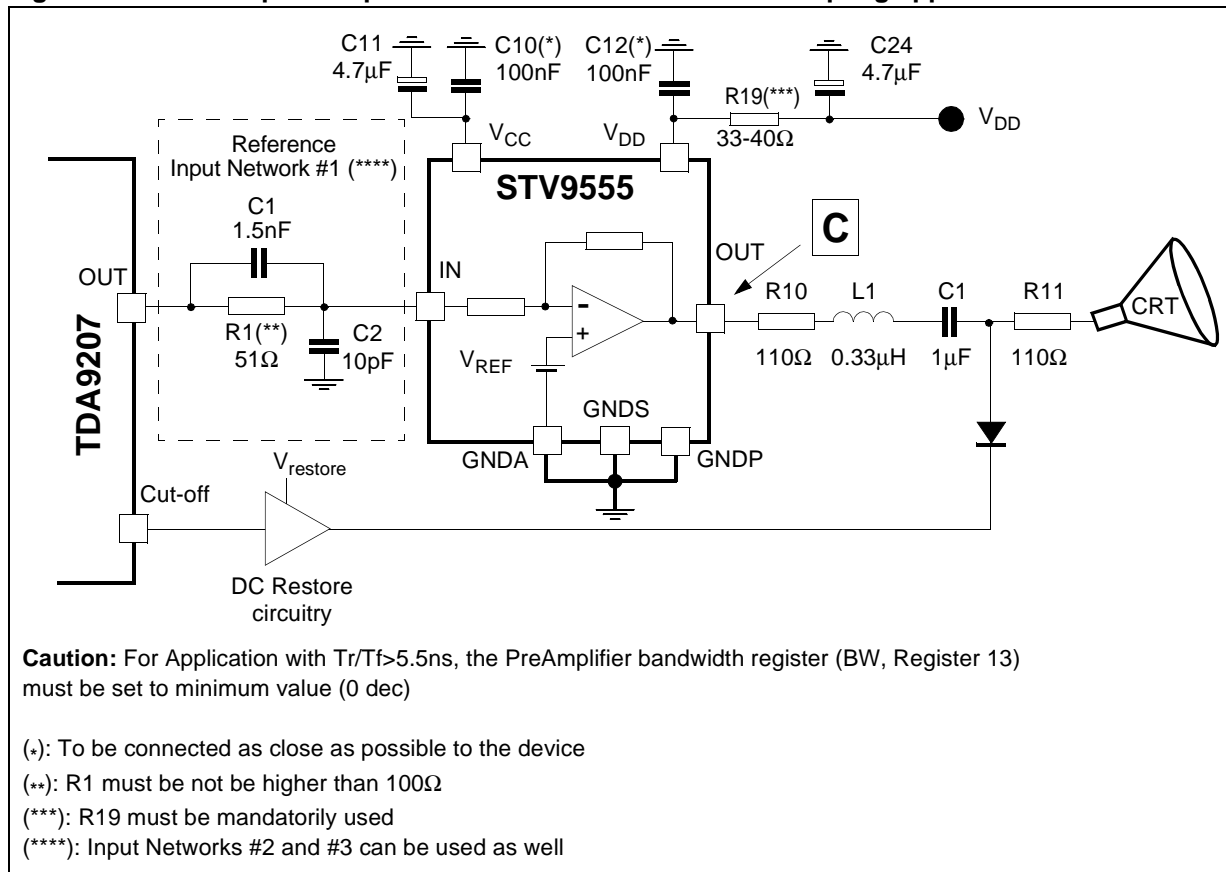 C11
4.7µF
C10(*)
100nF
C12(*)
100nF
C24
4.7µF
R19(***)
33-40Ω
V_DD
V_CC
V_DD
Reference
Input Network #1 (****)
STV9555
C1
1.5nF
C
OUT
IN
OUT
R10
L1
C1
R11
CRT
R1(**)
51Ω
C2
10pF
110Ω
0.33µH
1µF
110Ω
V_REF
-
+
TDA9207
GNDS
GNDA
GNDP
V_restore
Cut-off
DC Restore
circuitry
Caution: For Application with Tr/Tf>5.5ns, the PreAmplifier bandwidth register (BW, Register 13)
must be set to minimum value (0 dec)
(*): To be connected as close as possible to the device
(**): R1 must be not be higher than 100Ω
(***): R19 must be mandatorily used
(****): Input Networks #2 and #3 can be used as well